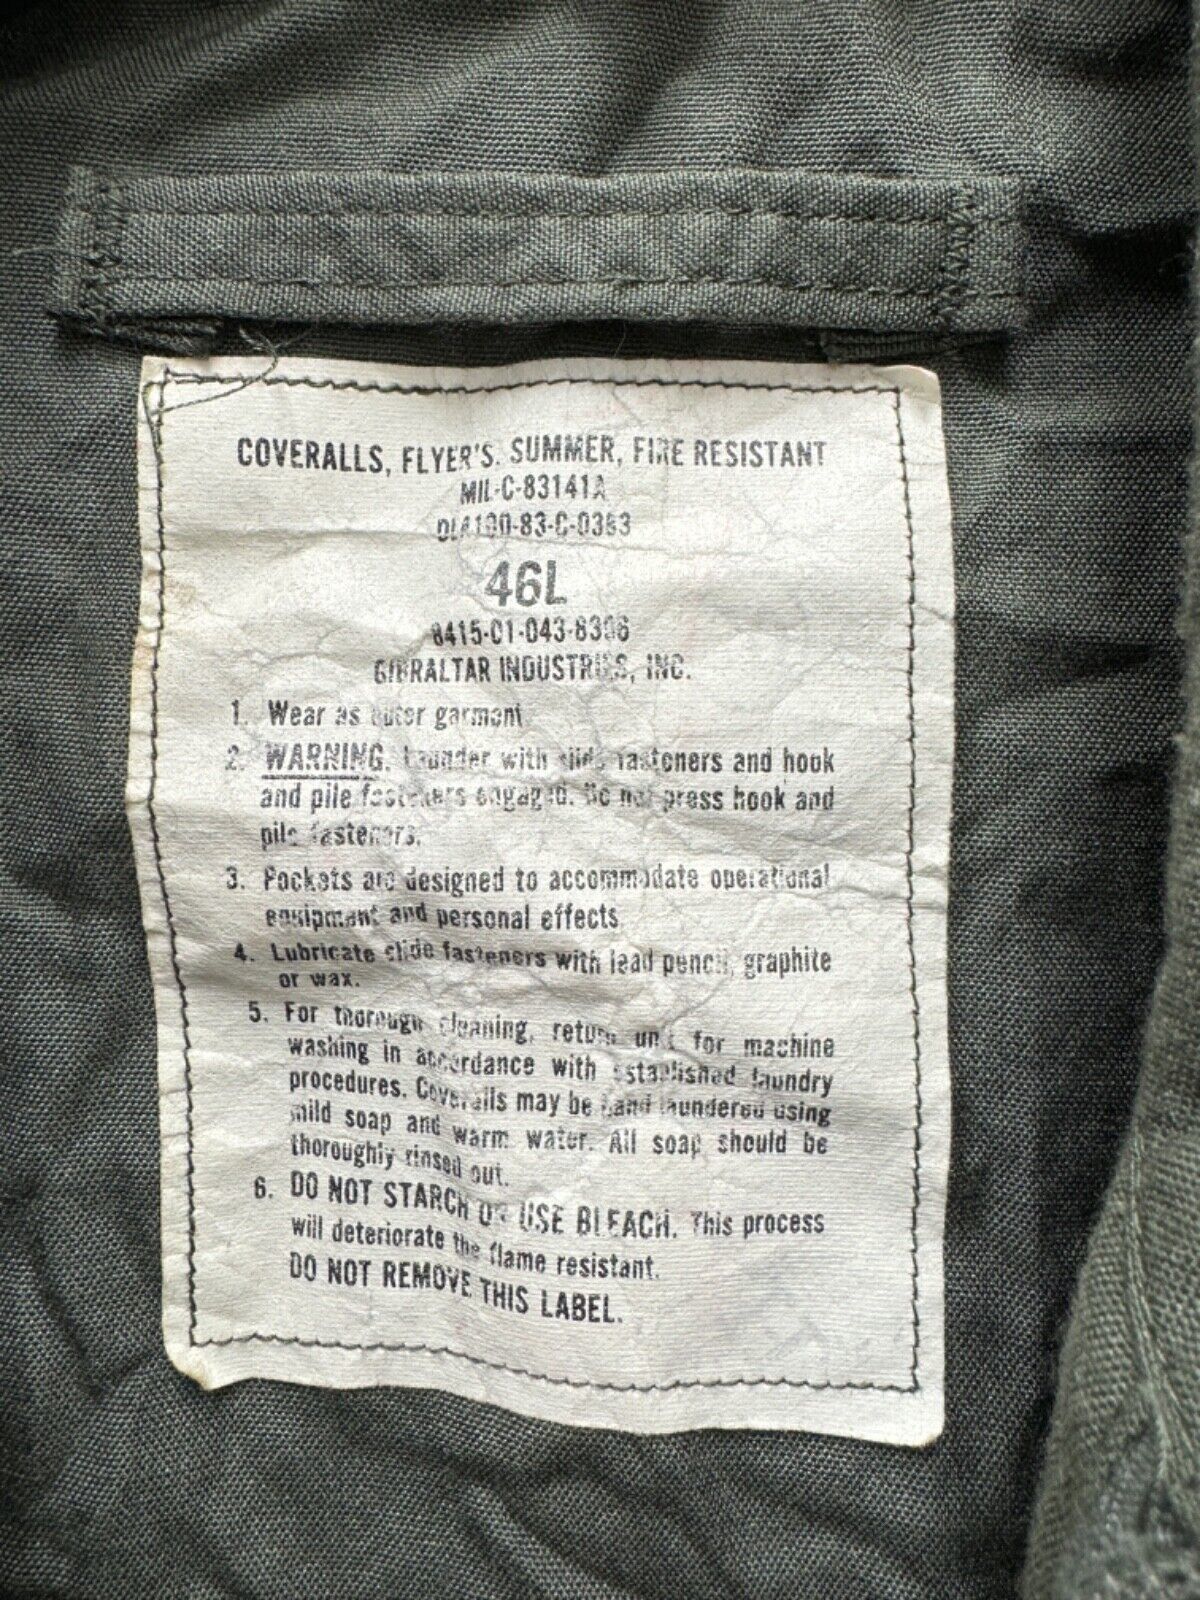 COVERALLS, FLYER'S. SUMMER, FIRE RESISTANT
MIL-C-83141A
DLA100-83-C-0383
46L
8415-01-043-8396
GIBRALTAR INDUSTRIES, INC.
1. Wear as outer garment
2. WARNING. Launder with slide fasteners and hook
and pile fasteners engaged. Do not press hook and
pile fasteners.
3. Pockets are designed to accommodate operational
equipment and personal effects
4. Lubricate slide fasteners with lead pencil, graphite
or wax.
5. For thorough cleaning, return unit for machine
washing in accordance with established laundry
procedures. Coveralls may be hand laundered using
mild soap and warm water. All soap should be
thoroughly rinsed out.
6. DO NOT STARCH OR USE BLEACH. This process
will deteriorate the flame resistant.
DO NOT REMOVE THIS LABEL.